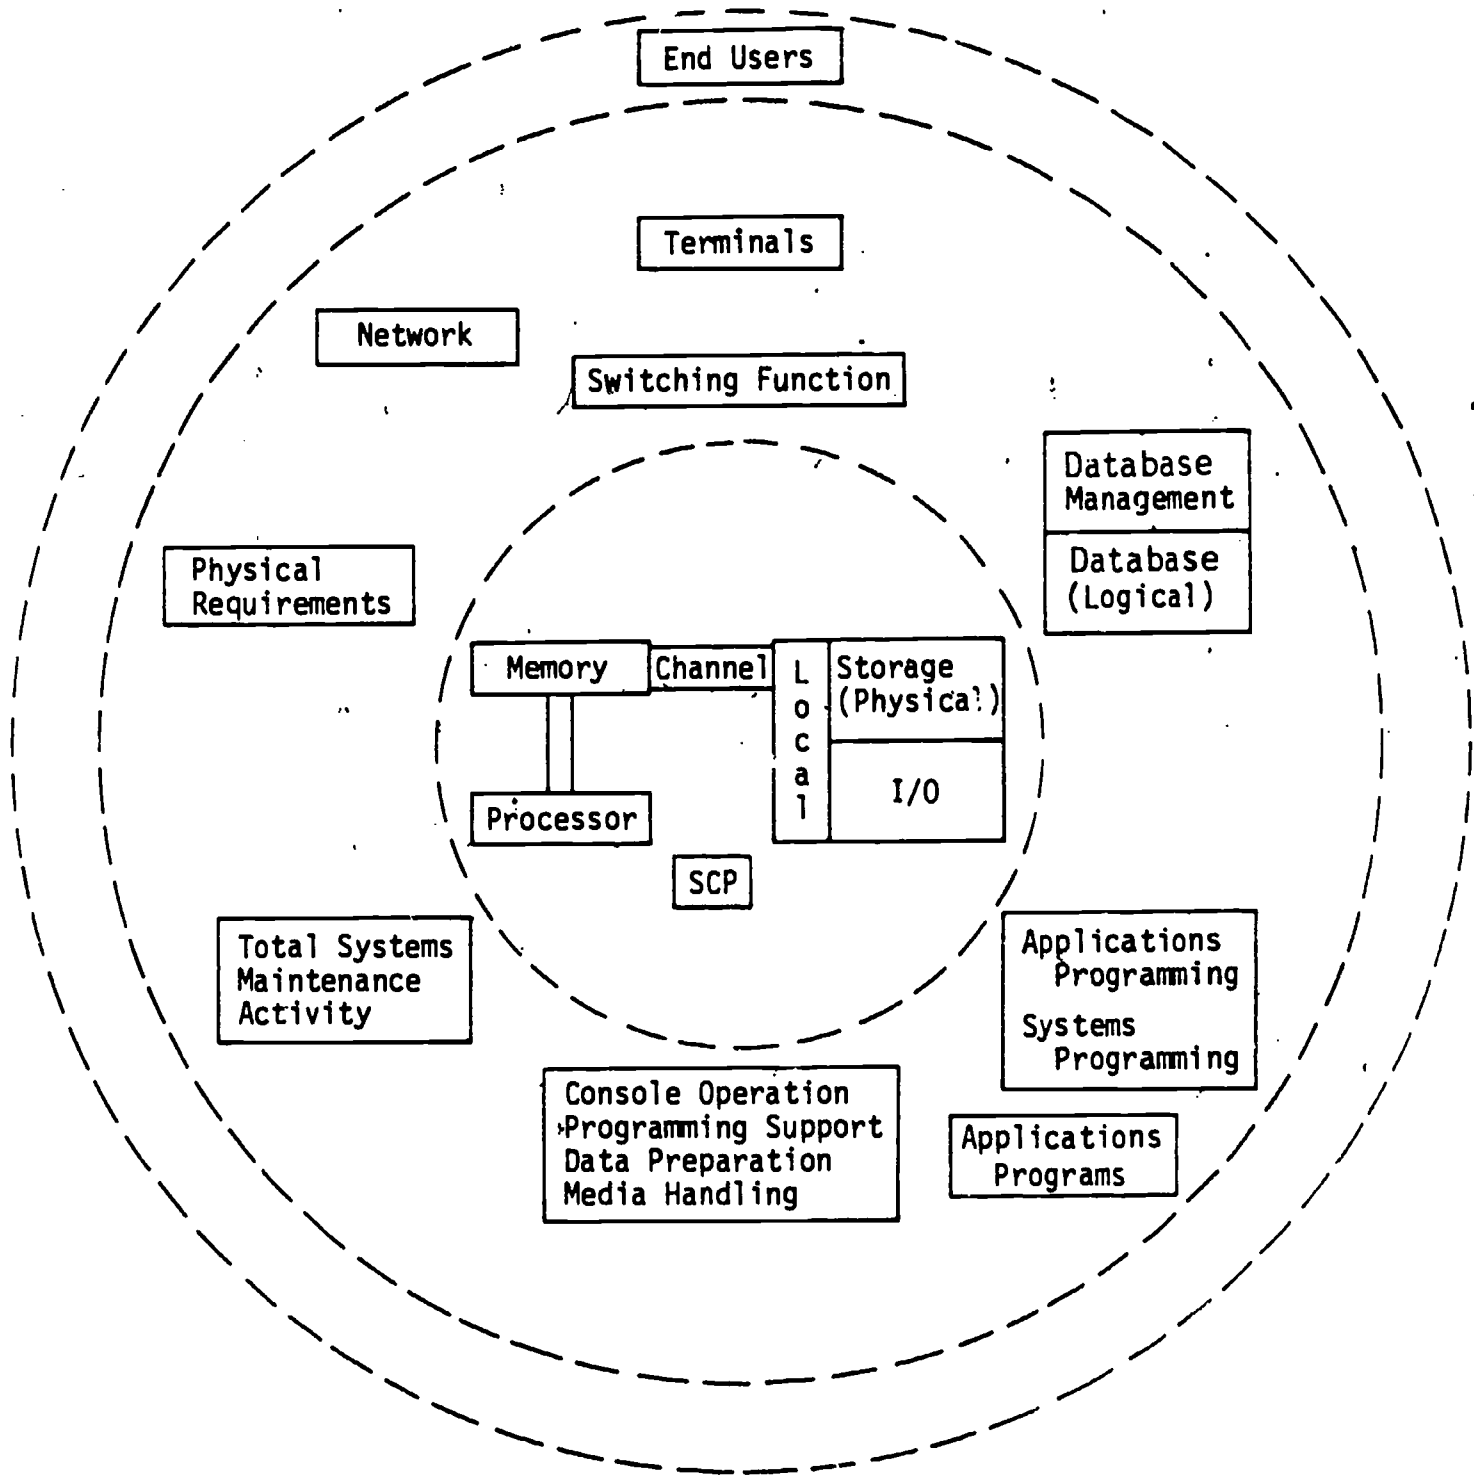 End Users
Terminals
Network
Switching Function
Database
Management
Database
(Logical)
Physical
Requirements
Memory
Channel
Local
Storage
(Physical)
I/O
Processor
SCP
Total Systems
Maintenance
Activity
Applications
Programming
Systems
Programming
Console Operation
Programming Support
Data Preparation
Media Handling
Applications
Programs